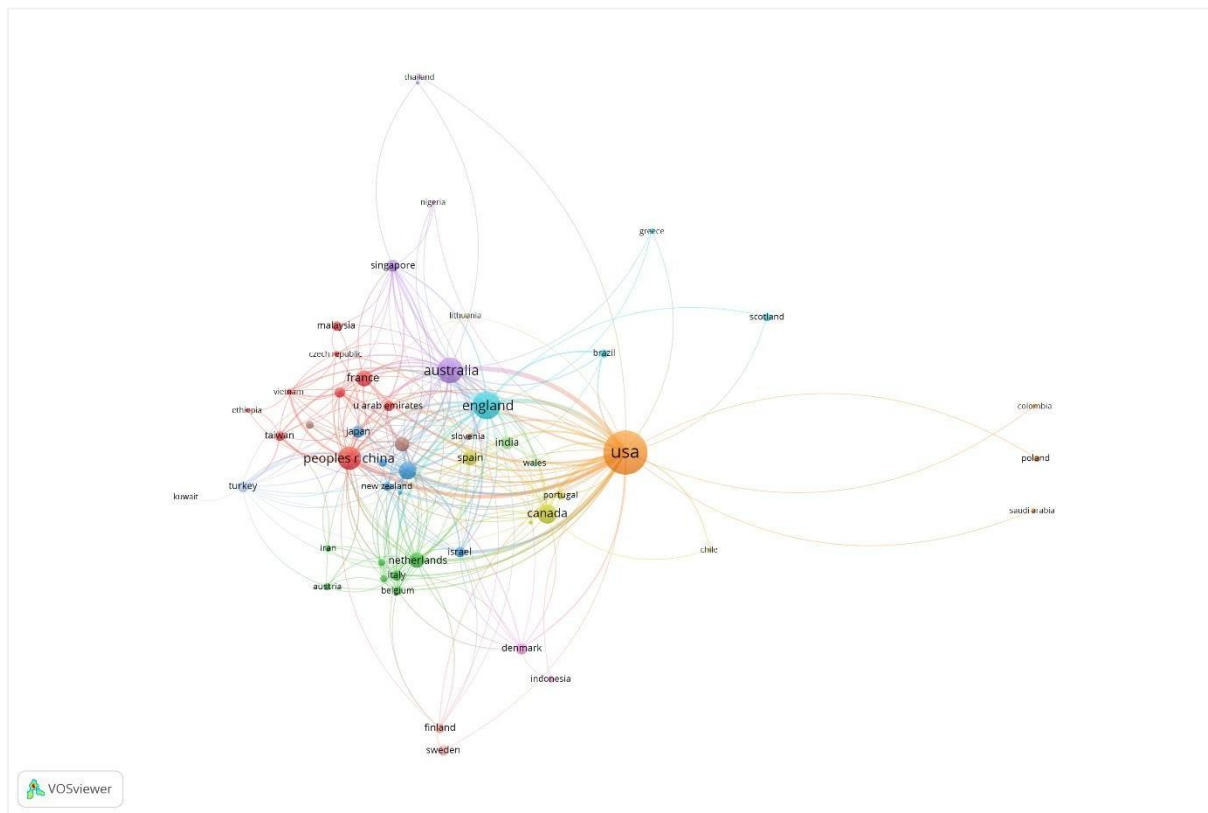 thailand
nigeria
greece
singapore
lithuania
scotland
malaysia
czech republic
brazil
australia
france
vietnam
u arab emirates
england
colombia
ethiopia
taiwan
japan
slovenia
india
usa
peoples r china
spain
wales
poland
turkey
new zealand
kuwait
portugal
canada
saudi arabia
iran
netherlands
israel
chile
italy
austria
belgium
denmark
indonesia
finland
sweden
VOSviewer